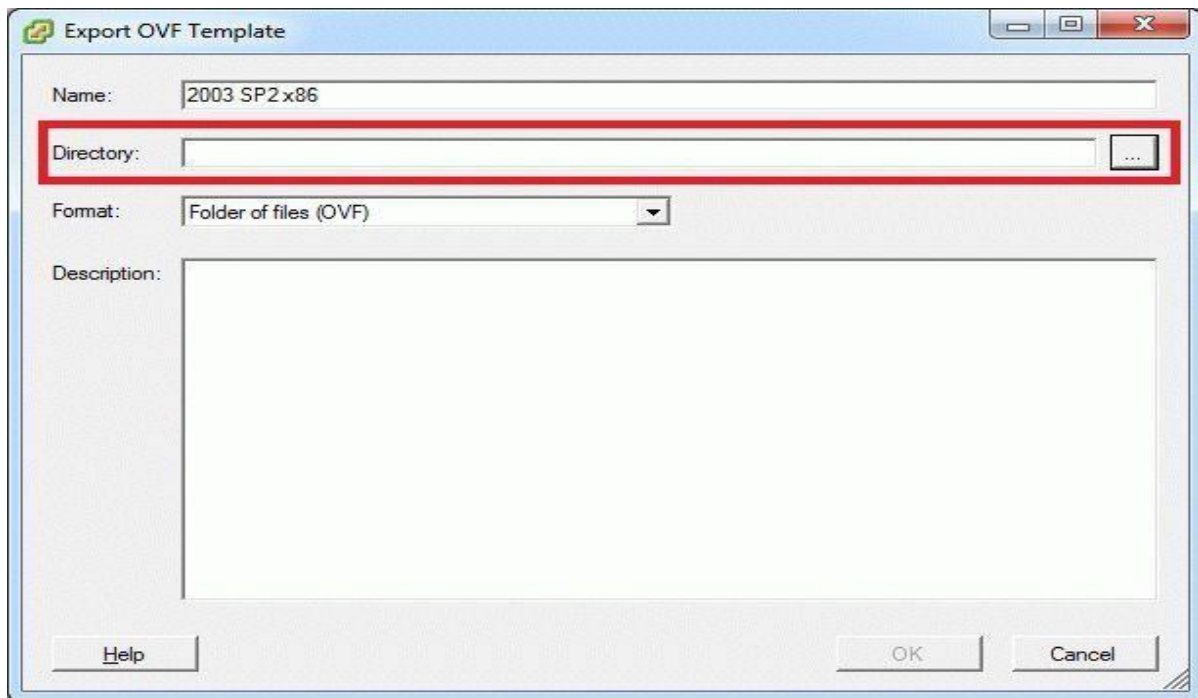 Export OVF Template
Name: 2003 SP2 x86
Directory: ...
Format: Folder of files (OVF)
Description:
Help OK Cancel